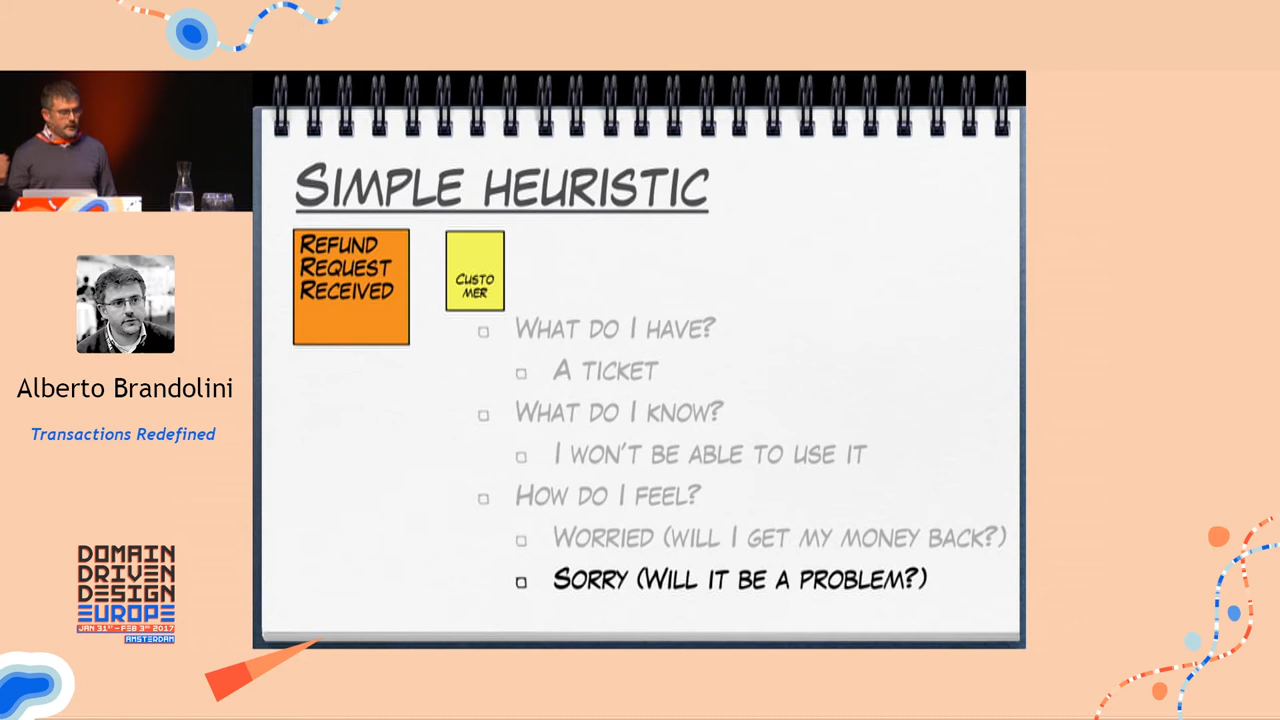 SIMPLE HEURISTIC
REFUND
REQUEST
RECEIVED
CUSTO
MER
WHAT DO I HAVE?
A TICKET
WHAT DO I KNOW?
I WON'T BE ABLE TO USE IT
HOW DO I FEEL?
WORRIED (WILL I GET MY MONEY BACK?)
SORRY (WILL IT BE A PROBLEM?)
Alberto Brandolini
Transactions Redefined
DOMAIN
DRIVEN
DESIGN
EUROPE
JAN 31ST-FEB 3RD 2017
AMSTERDAM